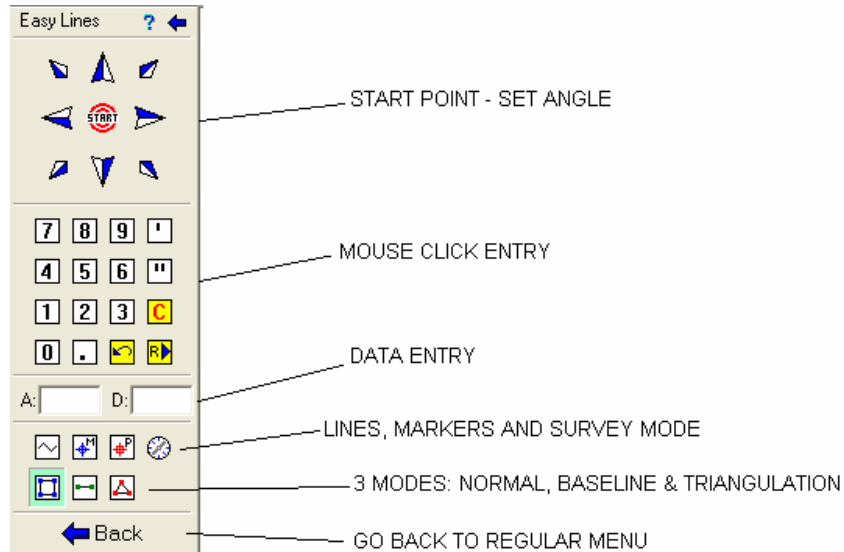 Easy Lines ?
START
START POINT - SET ANGLE
7 8 9 '
MOUSE CLICK ENTRY
4 5 6 "
1 2 3 C
0 . R
DATA ENTRY
A: D:
LINES, MARKERS AND SURVEY MODE
M P
3 MODES: NORMAL, BASELINE & TRIANGULATION
Back
GO BACK TO REGULAR MENU